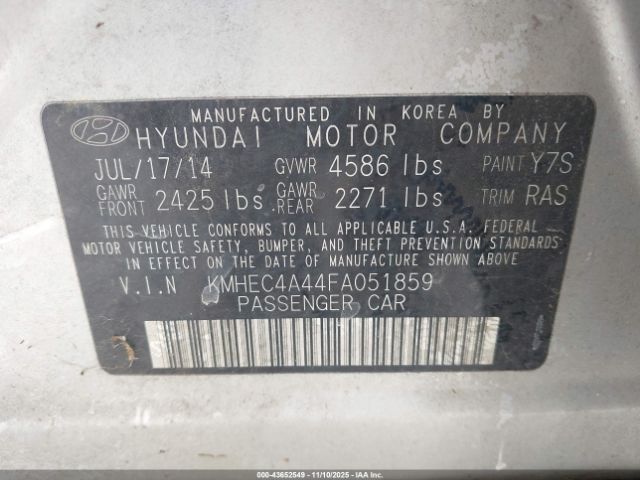 MANUFACTURED IN KOREA BY
HYUNDAI MOTOR COMPANY
JUL/17/14 GVWR 4586 lbs PAINT Y7S
GAWR FRONT 2425 lbs GAWR REAR 2271 lbs TRIM RAS
THIS VEHICLE CONFORMS TO ALL APPLICABLE U.S.A. FEDERAL
MOTOR VEHICLE SAFETY, BUMPER, AND THEFT PREVENTION STANDARDS
IN EFFECT ON THE DATE OF MANUFACTURE SHOWN ABOVE
V.I.N KMHEC4A44FA051859
PASSENGER CAR
000-43652549 - 11/10/2025 - IAAI.CA